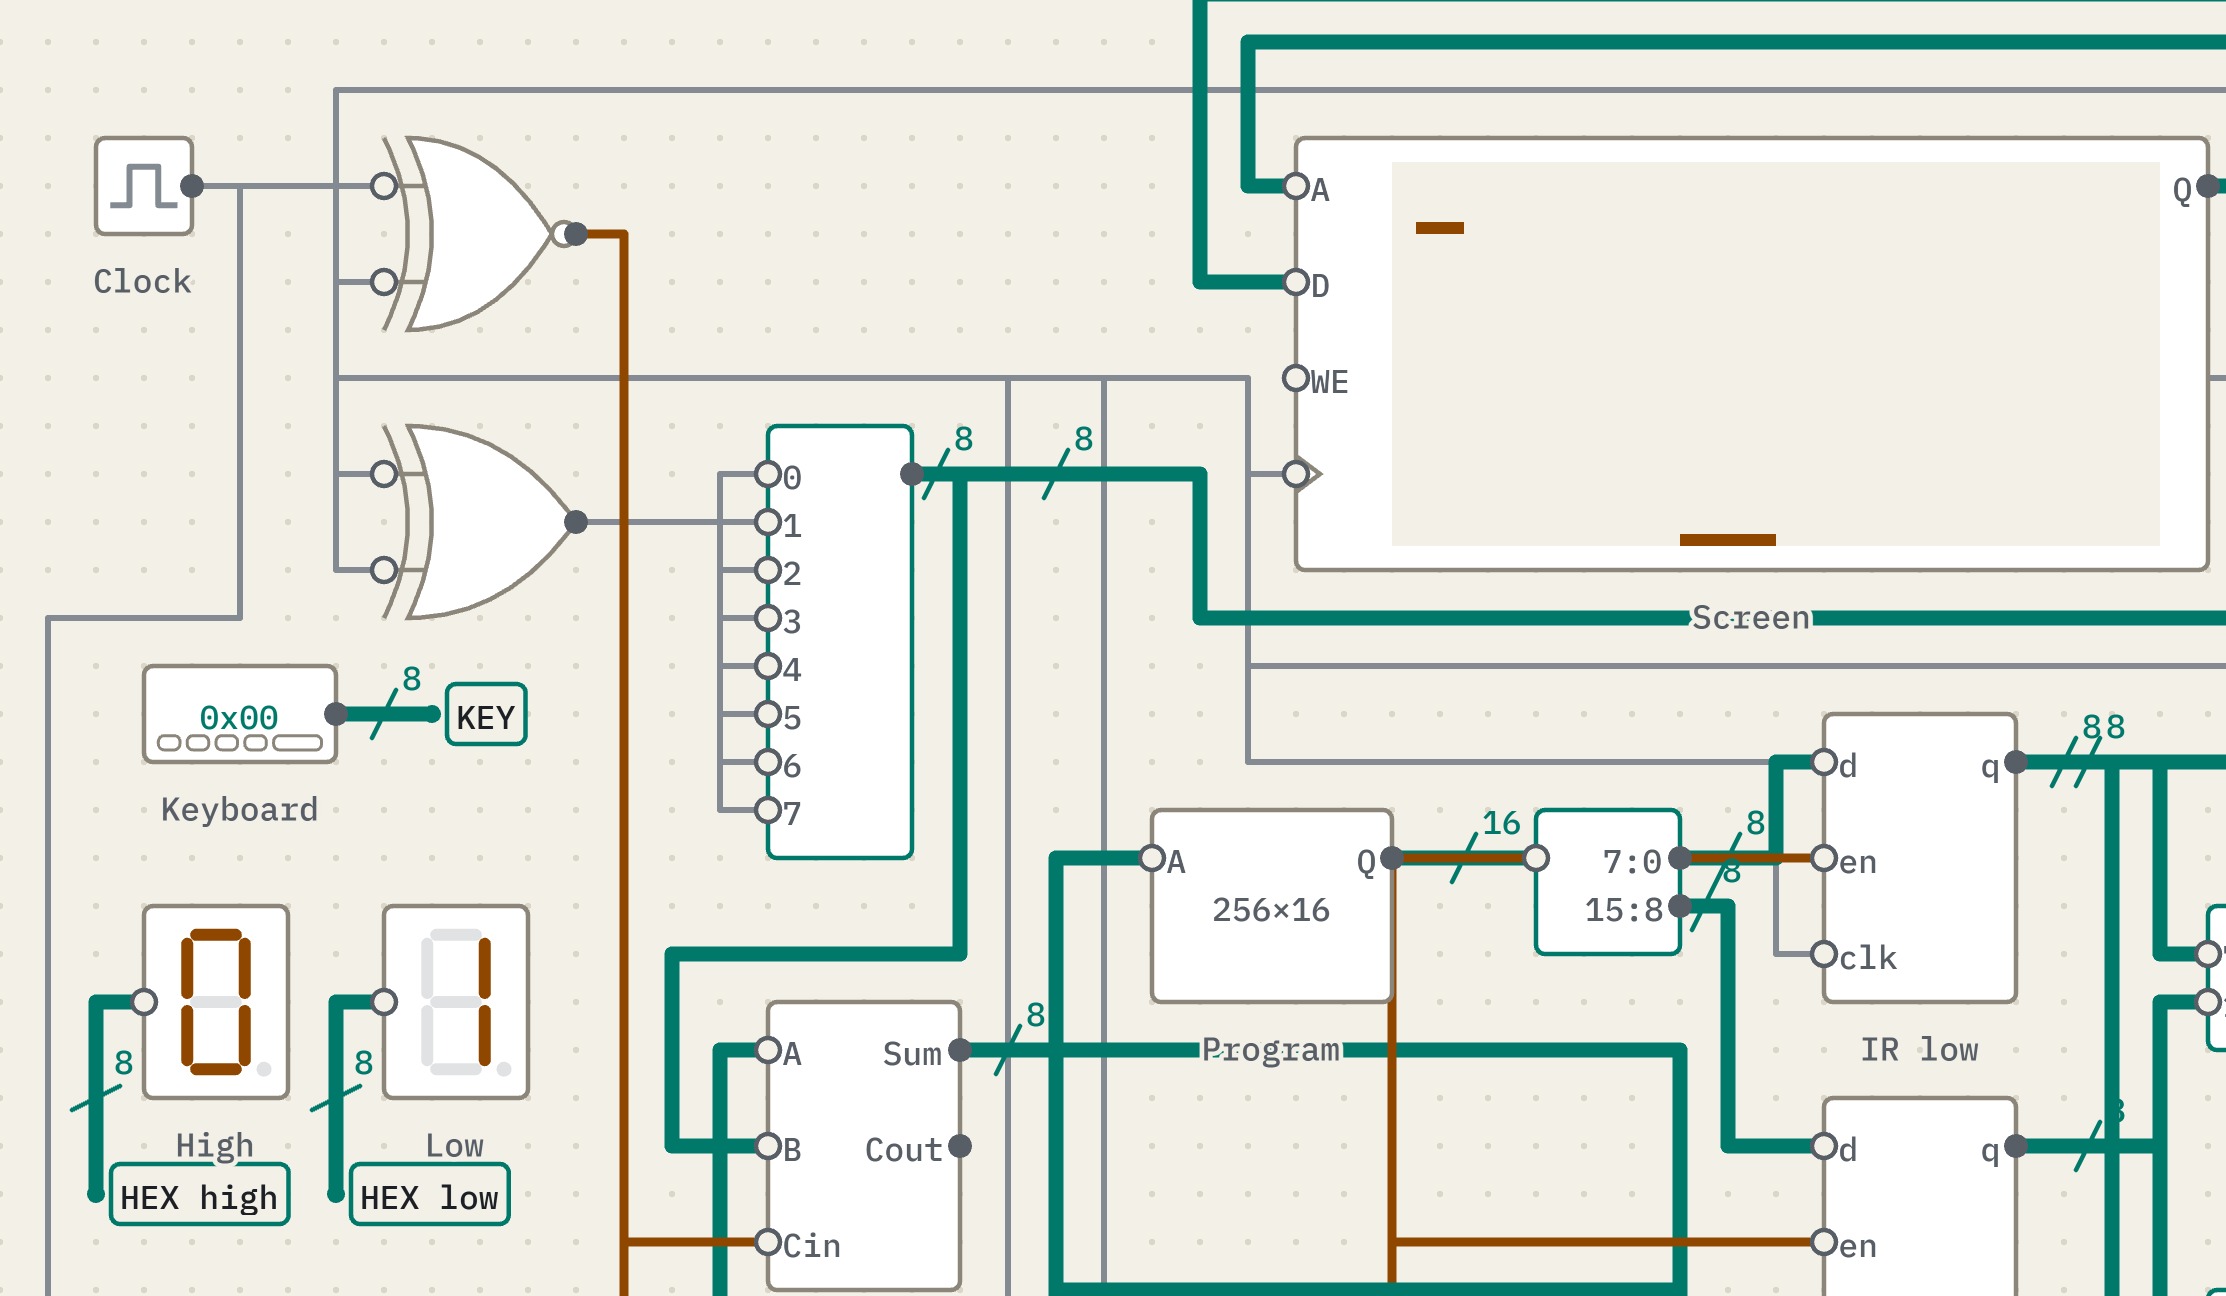 Clock
A
Q
D
WE
8
8
0
1
2
3
4
5
6
7
Screen
0x00
8
KEY
Keyboard
d
q
88
en
clk
IR low
A
Q
256×16
Program
16
7:0
15:8
8
8
8
High
HEX high
8
Low
HEX low
A
Sum
8
B
Cout
Cin
d
q
8
en